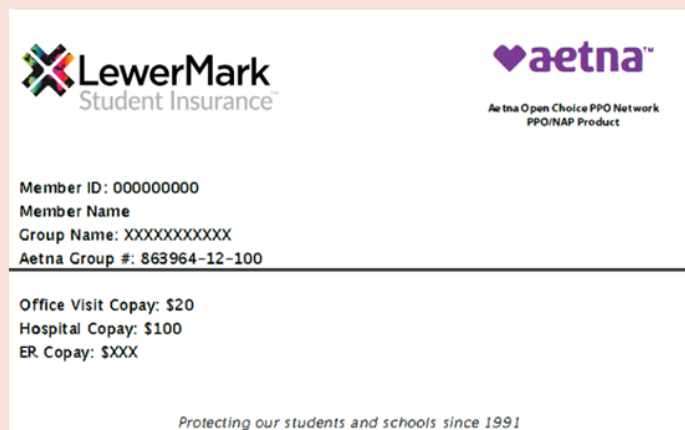 LewerMark
Student Insurance™
aetna™
Aetna Open Choice PPO Network
PPO/NAP Product
Member ID: 000000000
Member Name
Group Name: XXXXXXXXXXX
Aetna Group #: 863964-12-100
Office Visit Copay: $20
Hospital Copay: $100
ER Copay: $XXX
Protecting our students and schools since 1991